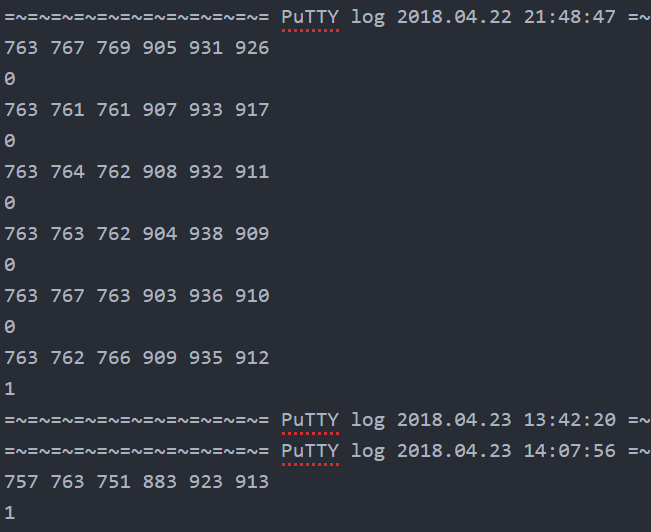 =~=~=~=~=~=~=~=~=~=~=~= PuTTY log 2018.04.22 21:48:47 =~
763 767 769 905 931 926
0
763 761 761 907 933 917
0
763 764 762 908 932 911
0
763 763 762 904 938 909
0
763 767 763 903 936 910
0
763 762 766 909 935 912
1
=~=~=~=~=~=~=~=~=~=~=~= PuTTY log 2018.04.23 13:42:20 =~
=~=~=~=~=~=~=~=~=~=~=~= PuTTY log 2018.04.23 14:07:56 =~
757 763 751 883 923 913
1